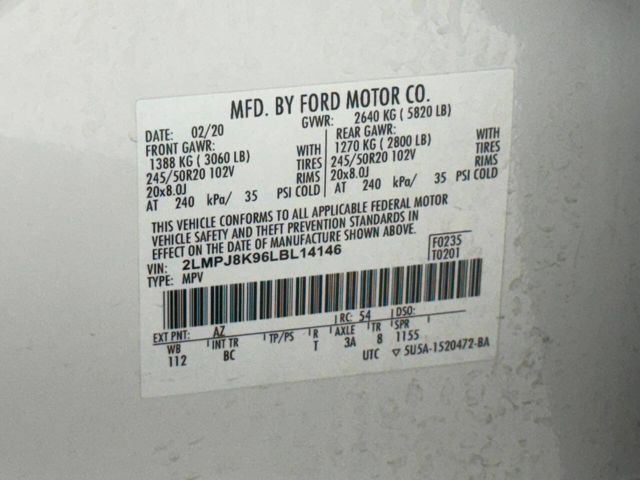 MFD. BY FORD MOTOR CO.
DATE: 02/20 GVWR: 2640 KG ( 5820 LB)
FRONT GAWR: REAR GAWR:
1388 KG ( 3060 LB) WITH 1270 KG ( 2800 LB) WITH
245/50R20 102V TIRES 245/50R20 102V TIRES
20x8.0J RIMS 20x8.0J RIMS
AT 240 kPa/ 35 PSI COLD AT 240 kPa/ 35 PSI COLD
THIS VEHICLE CONFORMS TO ALL APPLICABLE FEDERAL MOTOR
VEHICLE SAFETY AND THEFT PREVENTION STANDARDS IN
EFFECT ON THE DATE OF MANUFACTURE SHOWN ABOVE.
VIN: 2LMPJ8K96LBL14146 F0235
TYPE: MPV T0201
EXT PNT: AZ RC: 54 DSO:
WB INT TR TP/PS R AXLE TR SPR
112 BC T 3A 8 1155
UTC ▽ 5U5A-1520472-BA